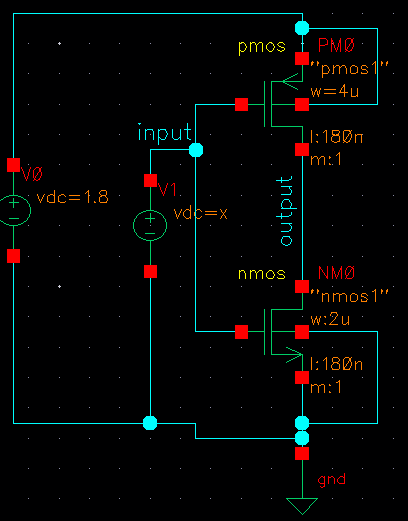 pmos
PM0
"pmos1"
w=4u
l:180n
m:1
input
V0
vdc=1.8
V1
vdc=x
output
nmos
NM0
"nmos1"
w:2u
l:180n
m:1
gnd